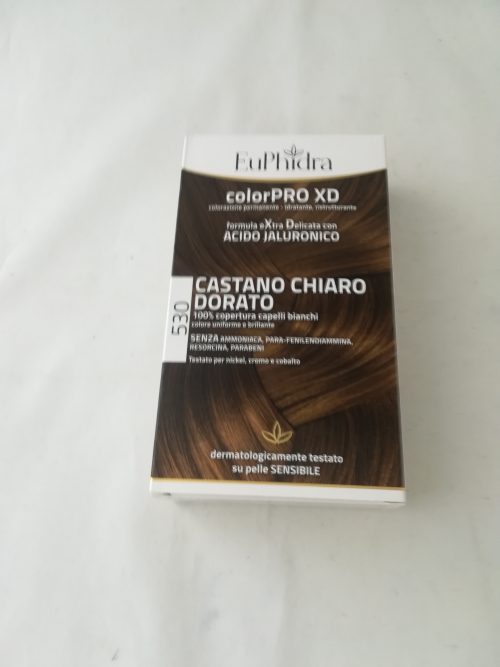 EuPhidra
colorPRO XD
colorazione permanente - idratante, ristrutturante
formula eXtra Delicata con
ACIDO JALURONICO
530
CASTANO CHIARO
DORATO
100% copertura capelli bianchi
colore uniforme e brillante
SENZA AMMONIACA, PARA-FENILENDIAMMINA,
RESORCINA, PARABENI
Testato per nickel, cromo e cobalto
dermatologicamente testato
su pelle SENSIBILE